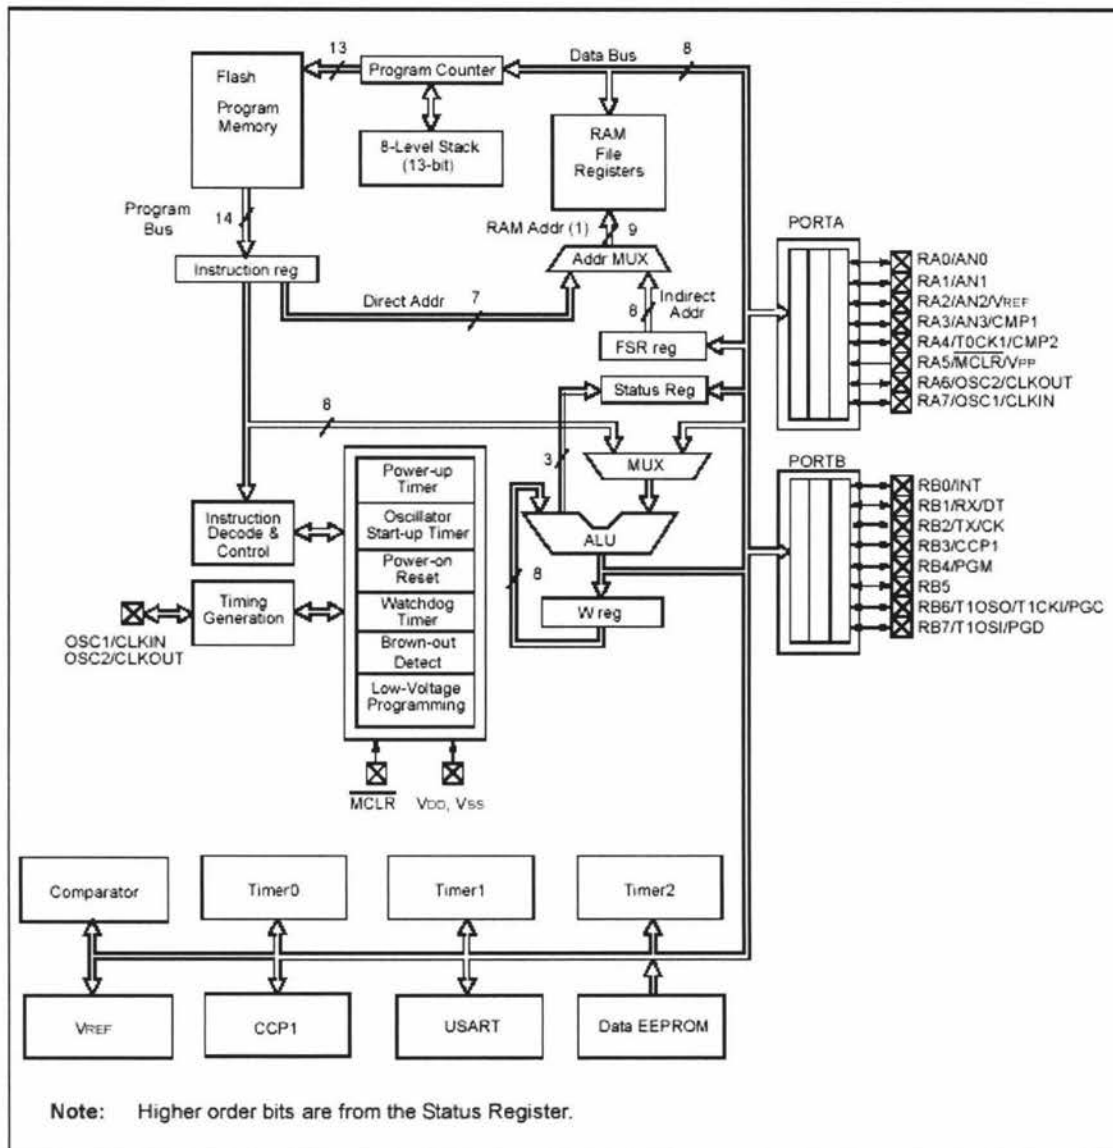 13
Data Bus
8
Flash
Program
Memory
Program Counter
8-Level Stack
(13-bit)
RAM
File
Registers
Program
Bus
14
RAM Addr (1)
9
PORTA
Addr MUX
Instruction reg
Direct Addr
7
8
Indirect
Addr
FSR reg
Status Reg
RA0/AN0
RA1/AN1
RA2/AN2/VREF
RA3/AN3/CMP1
RA4/T0CK1/CMP2
RA5/MCLR/VPP
RA6/OSC2/CLKOUT
RA7/OSC1/CLKIN
8
3
MUX
PORTB
Power-up
Timer
Oscillator
Start-up Timer
Power-on
Reset
Watchdog
Timer
Brown-out
Detect
Low-Voltage
Programming
Instruction
Decode &
Control
Timing
Generation
OSC1/CLKIN
OSC2/CLKOUT
ALU
8
W reg
RB0/INT
RB1/RX/DT
RB2/TX/CK
RB3/CCP1
RB4/PGM
RB5
RB6/T1OSO/T1CKI/PGC
RB7/T1OSI/PGD
MCLR
VDD, VSS
Comparator
Timer0
Timer1
Timer2
VREF
CCP1
USART
Data EEPROM
Note: Higher order bits are from the Status Register.